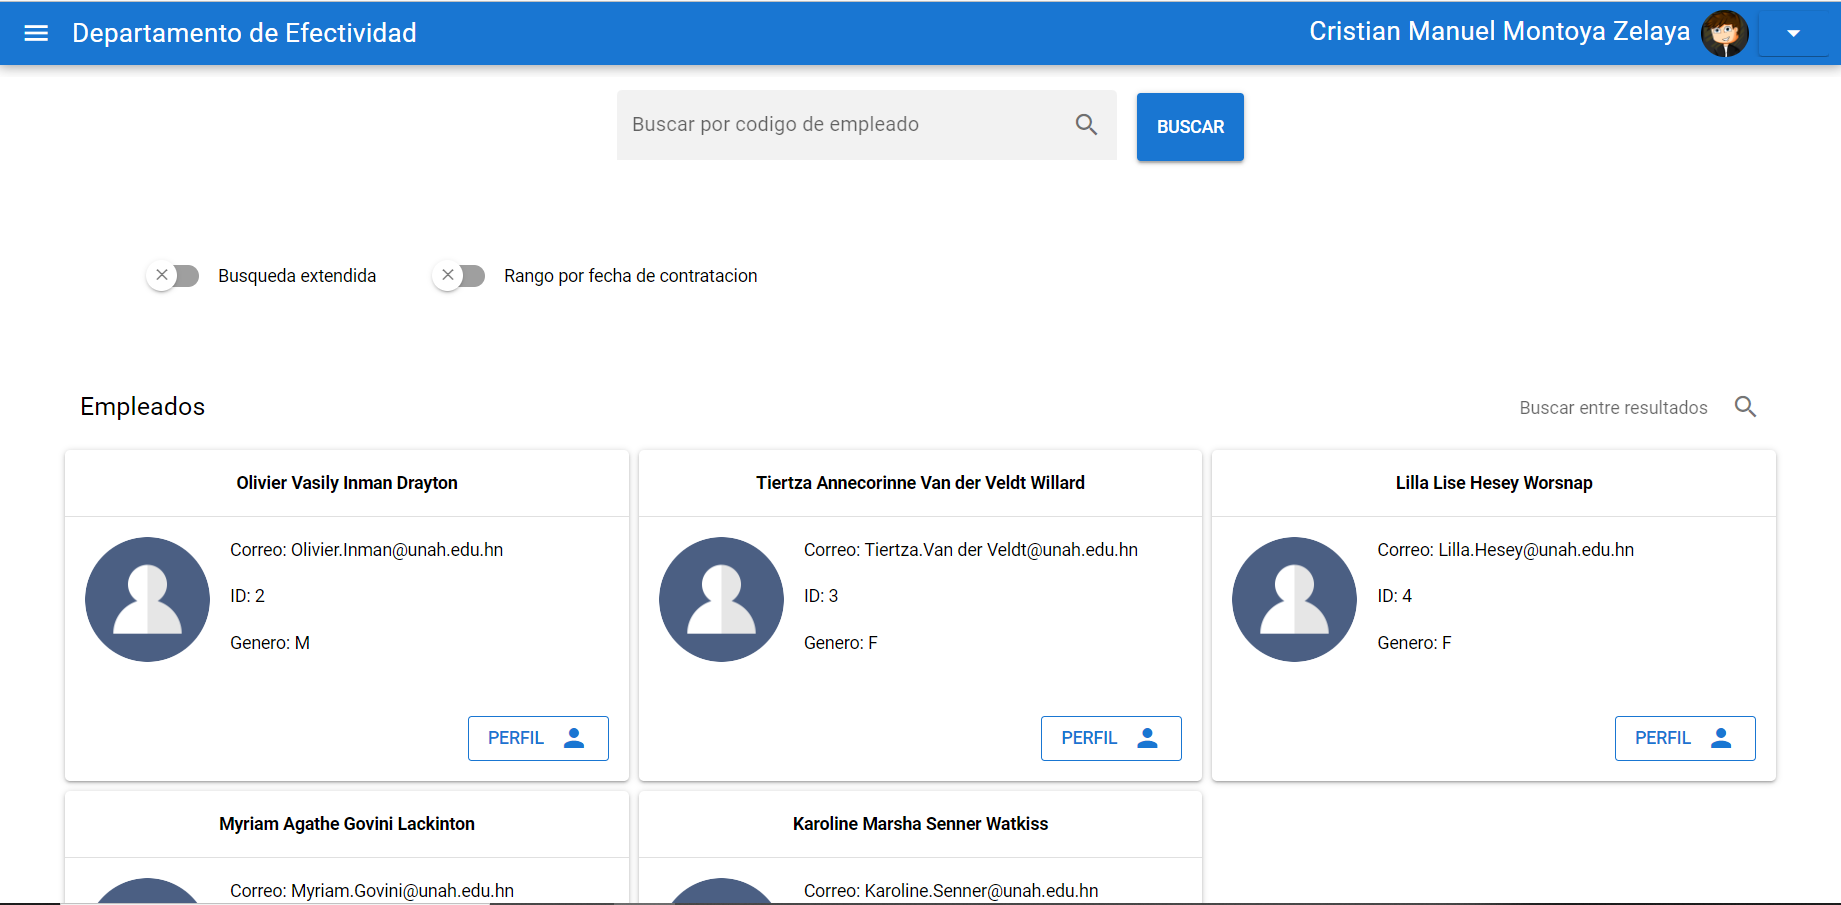 Departamento de Efectividad
Cristian Manuel Montoya Zelaya
Buscar por codigo de empleado
BUSCAR
Busqueda extendida
Rango por fecha de contratacion
Empleados
Buscar entre resultados
Olivier Vasily Inman Drayton
Correo: Olivier.Inman@unah.edu.hn
ID: 2
Genero: M
PERFIL
Tiertza Annecorinne Van der Veldt Willard
Correo: Tiertza.Van der Veldt@unah.edu.hn
ID: 3
Genero: F
PERFIL
Lilla Lise Hesey Worsnap
Correo: Lilla.Hesey@unah.edu.hn
ID: 4
Genero: F
PERFIL
Myriam Agathe Govini Lackinton
Correo: Myriam.Govini@unah.edu.hn
Karoline Marsha Senner Watkiss
Correo: Karoline.Senner@unah.edu.hn